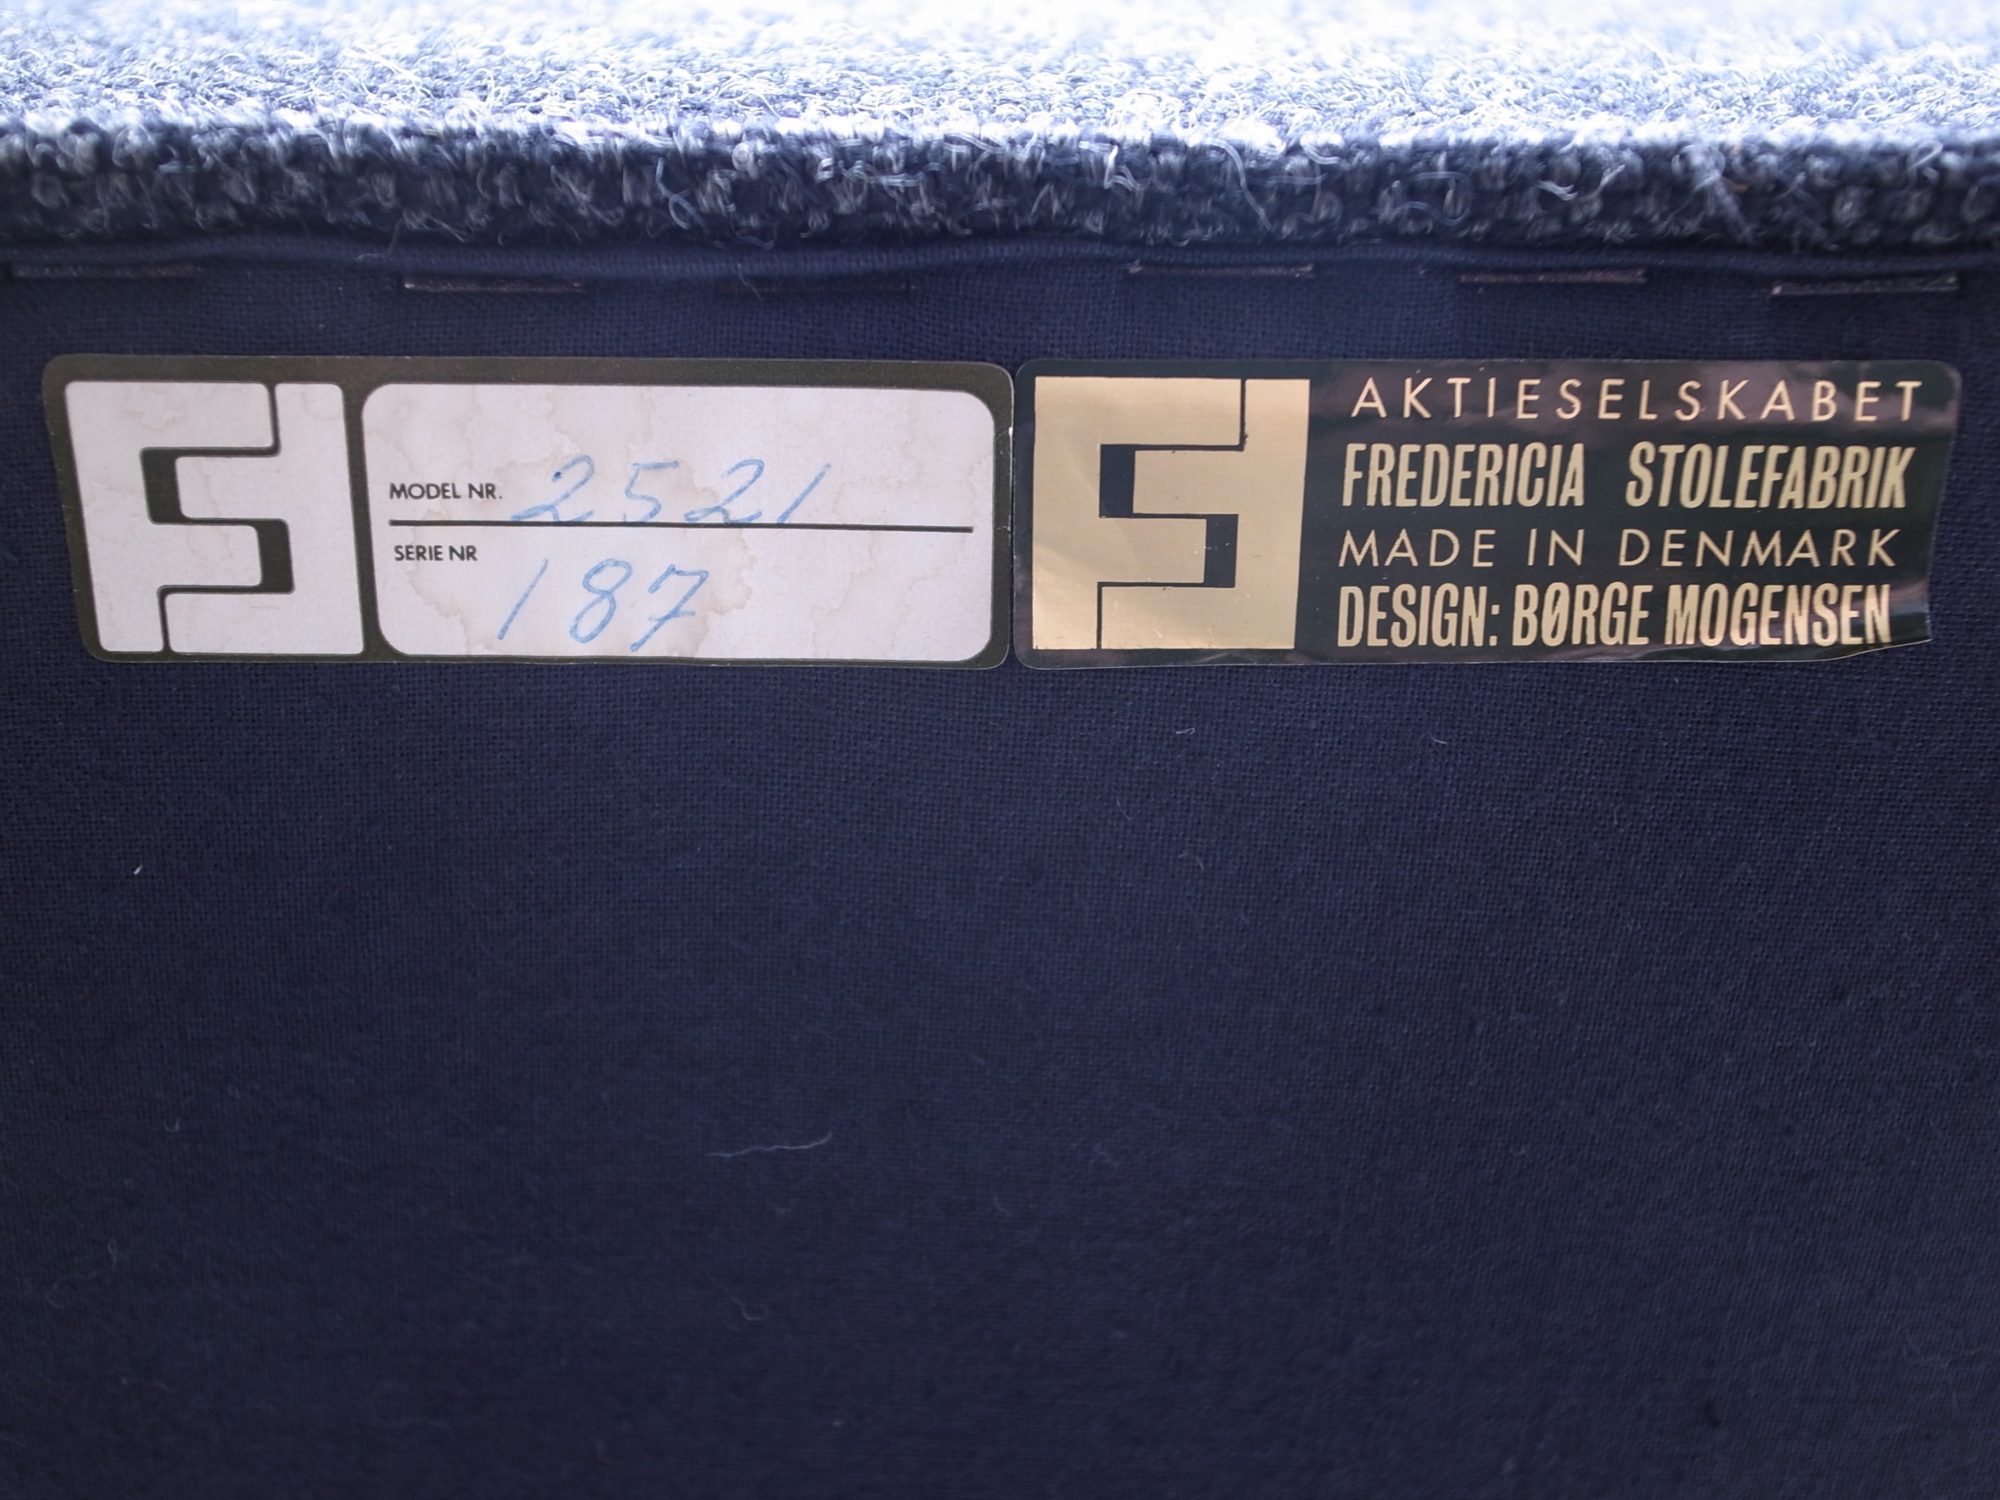 MODEL NR. 2521
SERIE NR 187
AKTIESELSKABET
FREDERICIA STOLEFABRIK
MADE IN DENMARK
DESIGN: BØRGE MOGENSEN